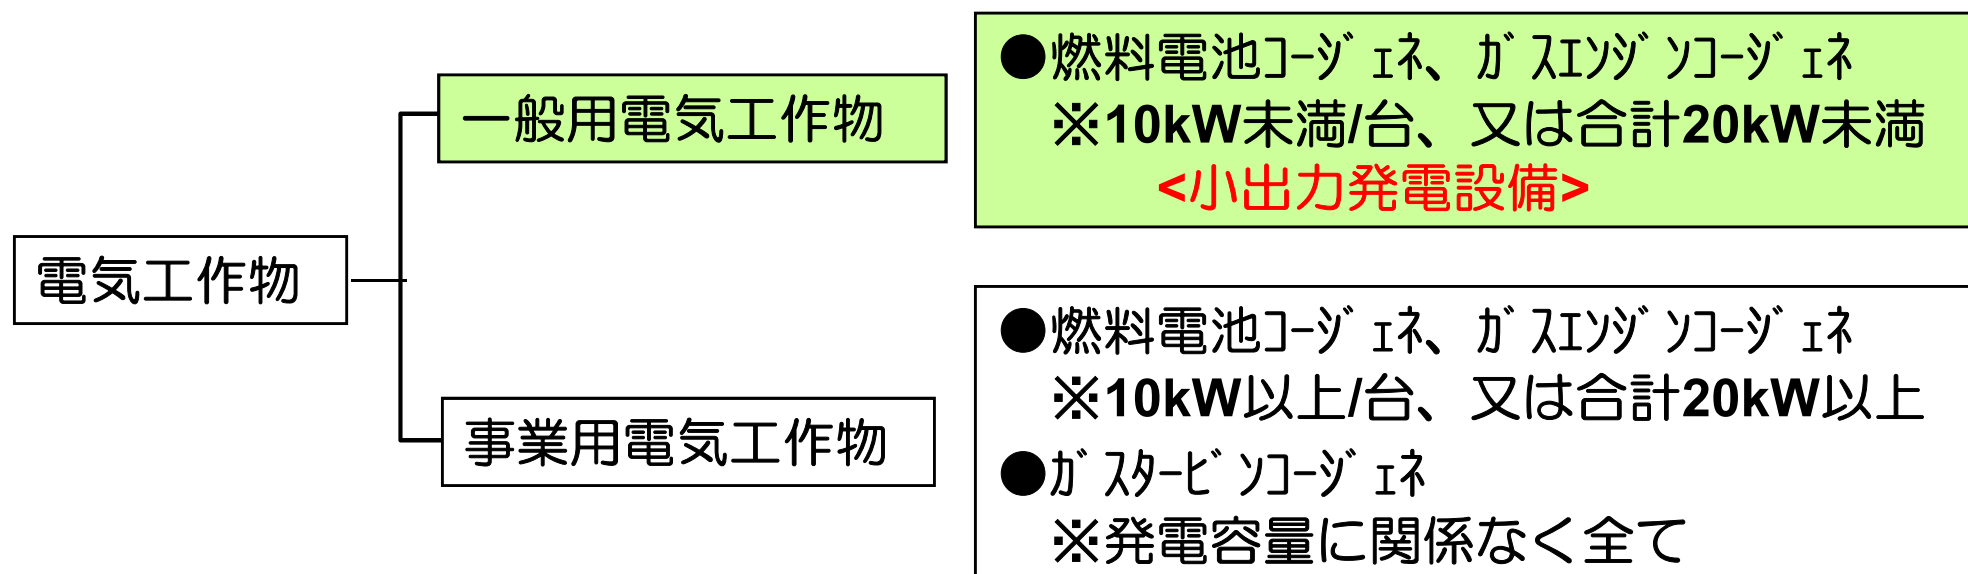 ●燃料電池ｺｰｼﾞｪﾈ、ｶﾞｽｴﾝｼﾞﾝｺｰｼﾞｪﾈ
※10kW未満/台、又は合計20kW未満
<小出力発電設備>
一般用電気工作物
電気工作物
●燃料電池ｺｰｼﾞｪﾈ、ｶﾞｽｴﾝｼﾞﾝｺｰｼﾞｪﾈ
※10kW以上/台、又は合計20kW以上
事業用電気工作物
●ｶﾞｽﾀｰﾋﾞﾝｺｰｼﾞｪﾈ
※発電容量に関係なく全て